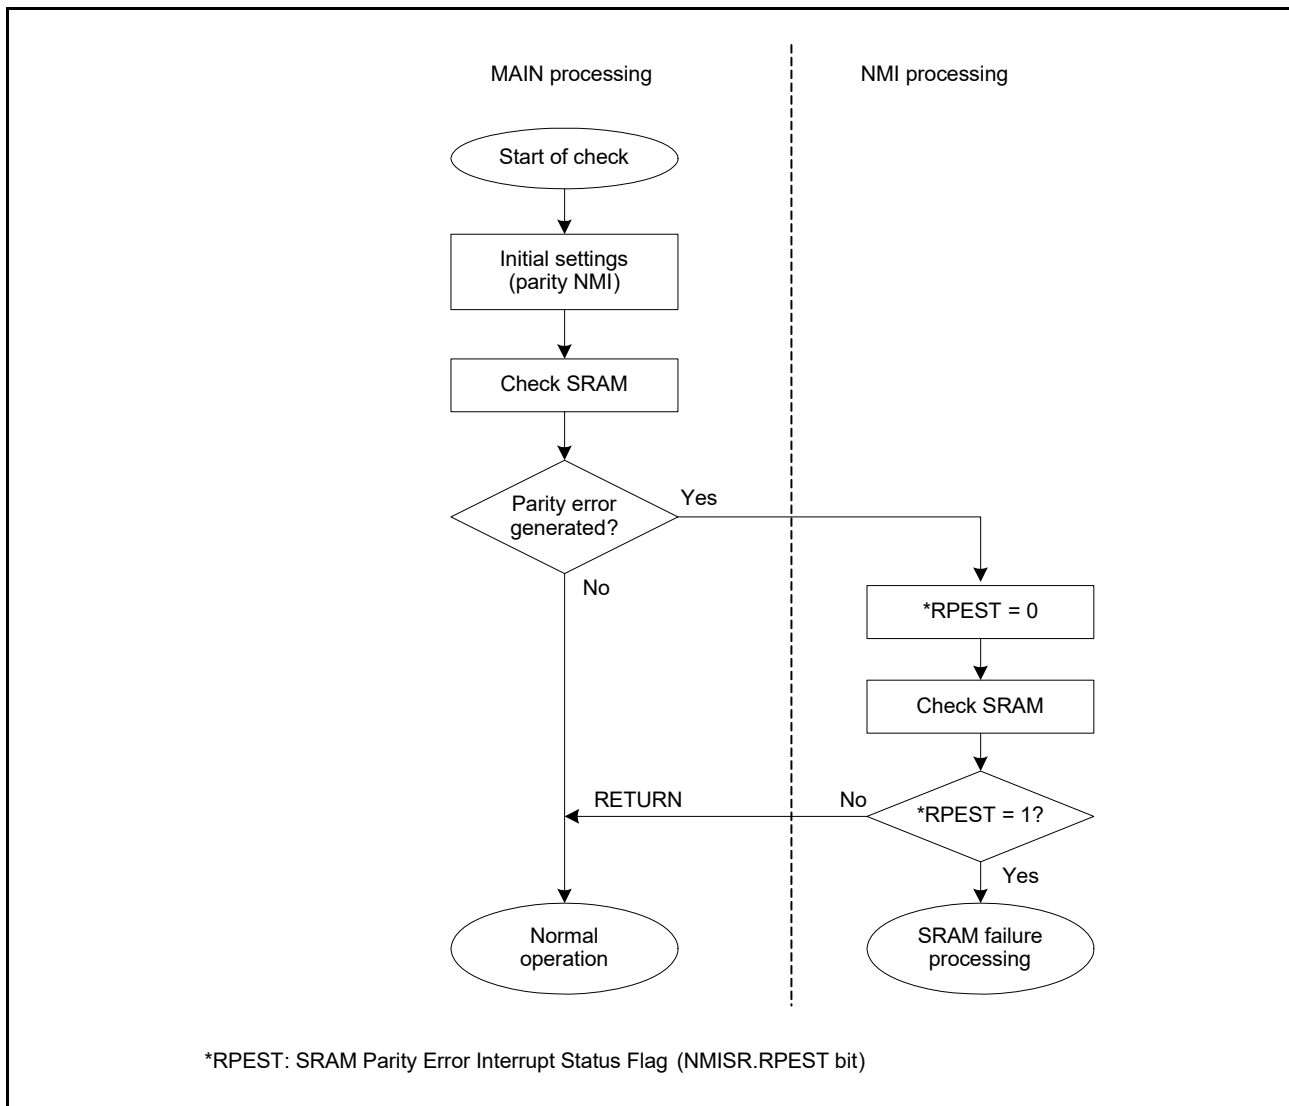 MAIN processing
NMI processing
Start of check
Initial settings
(parity NMI)
Check SRAM
Parity error
generated?
Yes
No
*RPEST = 0
Check SRAM
*RPEST = 1?
No
RETURN
Yes
Normal
operation
SRAM failure
processing
*RPEST: SRAM Parity Error Interrupt Status Flag (NMISR.RPEST bit)